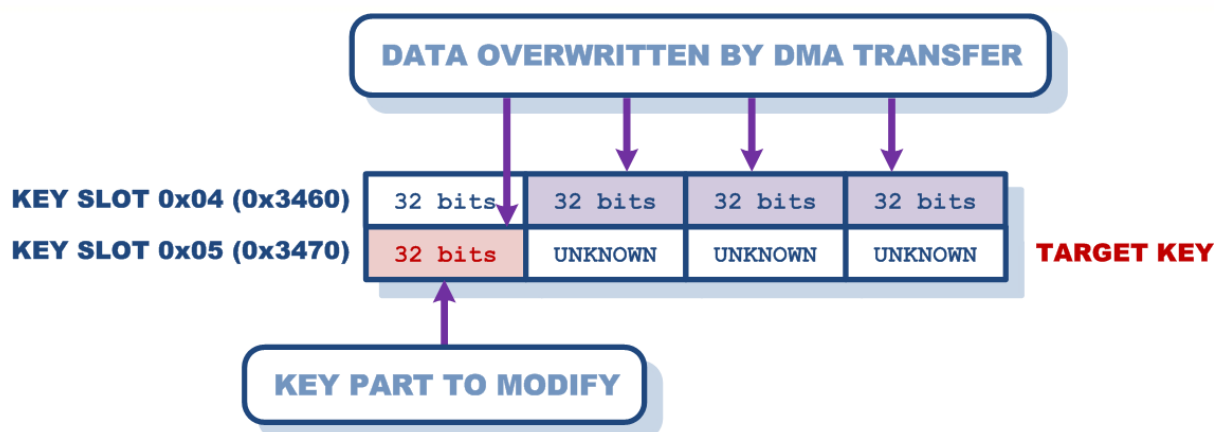 DATA OVERWRITTEN BY DMA TRANSFER
KEY SLOT 0x04 (0x3460) 32 bits 32 bits 32 bits 32 bits
KEY SLOT 0x05 (0x3470) 32 bits UNKNOWN UNKNOWN UNKNOWN TARGET KEY
KEY PART TO MODIFY